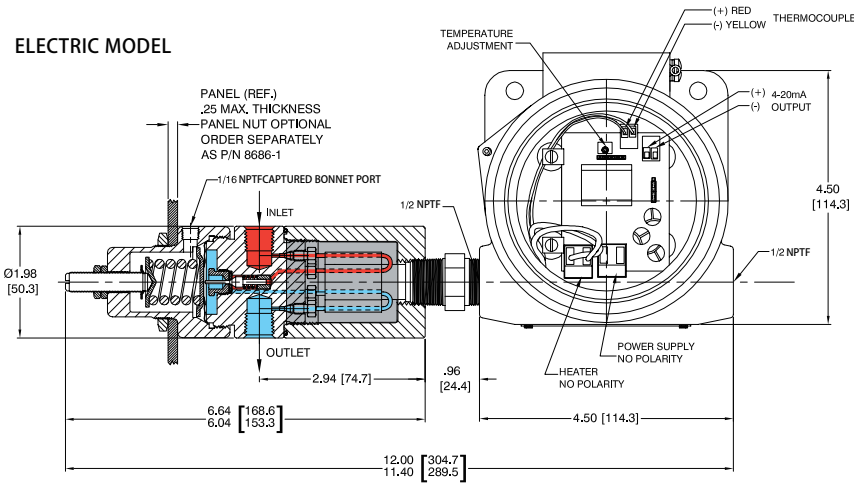 ELECTRIC MODEL
TEMPERATURE
ADJUSTMENT
(+) RED
(-) YELLOW
THERMOCOUPLE
(+) 4-20mA
(-) OUTPUT
PANEL (REF.)
.25 MAX. THICKNESS
PANEL NUT OPTIONAL
ORDER SEPARATELY
AS P/N 8686-1
1/16 NPTFCAPTURED BONNET PORT
INLET
1/2 NPTF
4.50
[114.3]
1/2 NPTF
Ø1.98
[50.3]
OUTLET
2.94 [74.7]
.96
[24.4]
HEATER
NO POLARITY
POWER SUPPLY
NO POLARITY
6.64 [168.6]
6.04 [153.3]
4.50 [114.3]
12.00 [304.7]
11.40 [289.5]